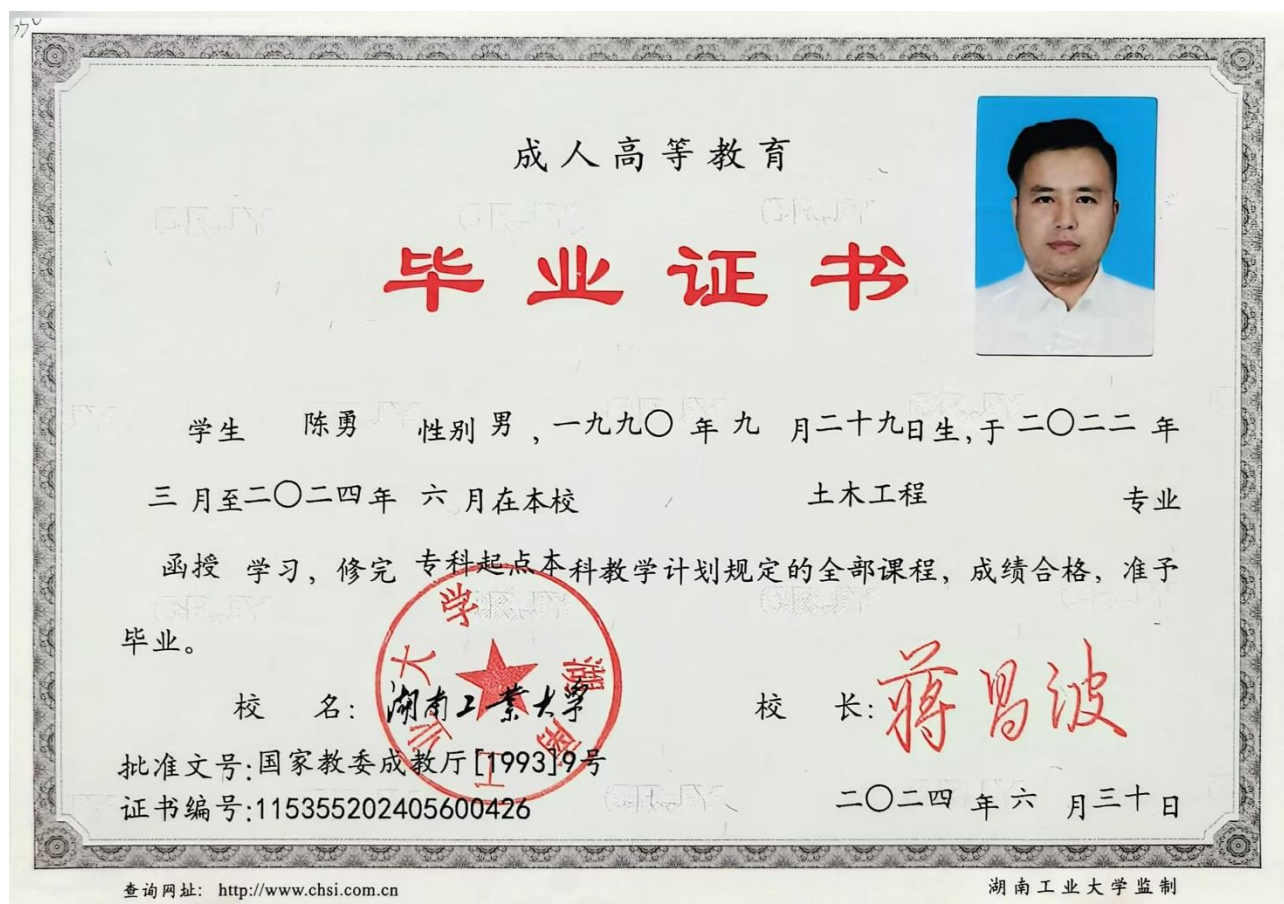 成人高等教育
毕业证书
学生 陈勇 性别 男 ,一九九〇 年 九 月二十九日生,于 二〇二二 年
三 月至二〇二四年 六 月在本校 土木工程 专业
函授 学习，修完 专科起点本科教学计划规定的全部课程，成绩合格，准予
毕业。
校 名: 湖南工业大学
校 长: 蒋昌波
湖南工业大学
批准文号:国家教委成教厅[1993]9号
证书编号:115355202405600426
二〇二四 年 六 月三十日
查询网址: http://www.chsi.com.cn
湖南工业大学监制